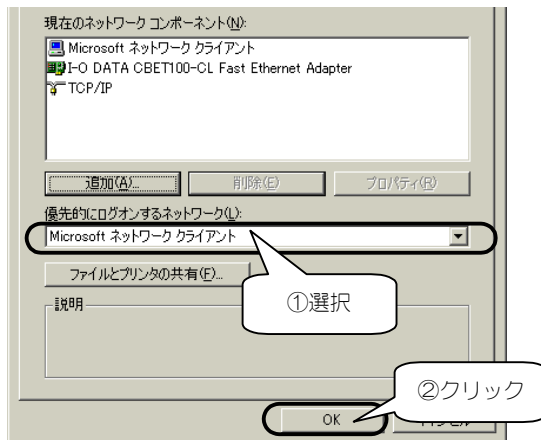 現在のネットワーク コンポーネント(N):
Microsoft ネットワーク クライアント
I-O DATA CBET100-CL Fast Ethernet Adapter
TCP/IP
追加(A)... 削除(E) プロパティ(R)
優先的にログオンするネットワーク(L):
Microsoft ネットワーク クライアント
ファイルとプリンタの共有(F)...
①選択
説明
②クリック
OK